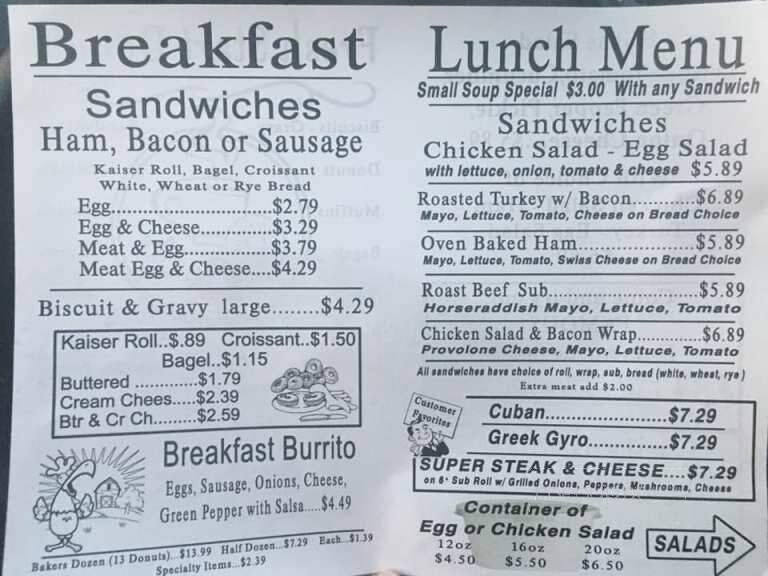 Breakfast
Sandwiches
Ham, Bacon or Sausage
Kaiser Roll, Bagel, Croissant
White, Wheat or Rye Bread
Egg......................$2.79
Egg & Cheese.............$3.29
Meat & Egg...............$3.79
Meat Egg & Cheese....$4.29
Biscuit & Gravy large........$4.29
Kaiser Roll..$.89 Croissant..$1.50
Bagel..$1.15
Buttered .............$1.79
Cream Chees.....$2.39
Btr & Cr Ch.........$2.59
Breakfast Burrito
Eggs, Sausage, Onions, Cheese,
Green Pepper with Salsa.....$4.49
Bakers Dozen (13 Donuts)...$13.99 Half Dozen...$7.29 Each...$1.39
Specialty Items...$2.39
Lunch Menu
Small Soup Special $3.00 With any Sandwich
Sandwiches
Chicken Salad - Egg Salad
with lettuce, onion, tomato & cheese $5.89
Roasted Turkey w/ Bacon..........$6.89
Mayo, Lettuce, Tomato, Cheese on Bread Choice
Oven Baked Ham....................$5.89
Mayo, Lettuce, Tomato, Swiss Cheese on Bread Choice
Roast Beef Sub.........................$5.89
Horseraddish Mayo, Lettuce, Tomato
Chicken Salad & Bacon Wrap............$6.89
Provolone Cheese, Mayo, Lettuce, Tomato
All sandwiches have choice of roll, wrap, sub, bread (white, wheat, rye)
Extra meat add $2.00
Customer
Favorites
Cuban.......................$7.29
Greek Gyro...............$7.29
SUPER STEAK & CHEESE....$7.29
on 6" Sub Roll w/ Grilled Onions, Peppers, Mushrooms, Cheese
Container of
Egg or Chicken Salad
12oz 16oz 20oz
$4.50 $5.50 $6.50
SALADS